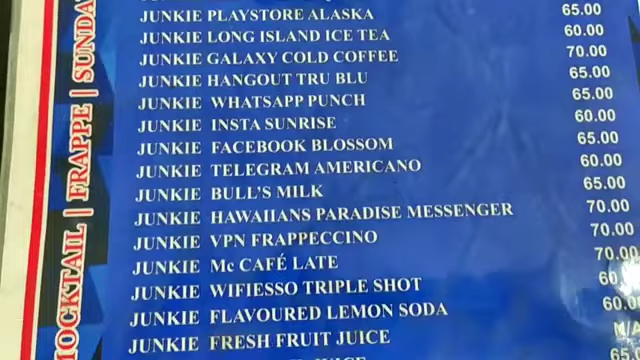 JUNKIE PLAYSTORE ALASKA 65.00
JUNKIE LONG ISLAND ICE TEA 60.00
JUNKIE GALAXY COLD COFFEE 70.00
JUNKIE HANGOUT TRU BLU 65.00
JUNKIE WHATSAPP PUNCH 65.00
JUNKIE INSTA SUNRISE 60.00
JUNKIE FACEBOOK BLOSSOM 65.00
JUNKIE TELEGRAM AMERICANO 60.00
JUNKIE BULL'S MILK 65.00
JUNKIE HAWAIIANS PARADISE MESSENGER 70.00
JUNKIE VPN FRAPPECCINO 70.00
JUNKIE Mc CAFÉ LATE 70.00
JUNKIE WIFIESSO TRIPLE SHOT
JUNKIE FLAVOURED LEMON SODA
JUNKIE FRESH FRUIT JUICE
OCKTAIL | FRAPPE | SUNDA